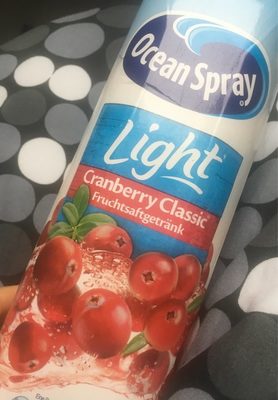 Ocean Spray
Light
Cranberry Classic
Fruchtsaftgetränk